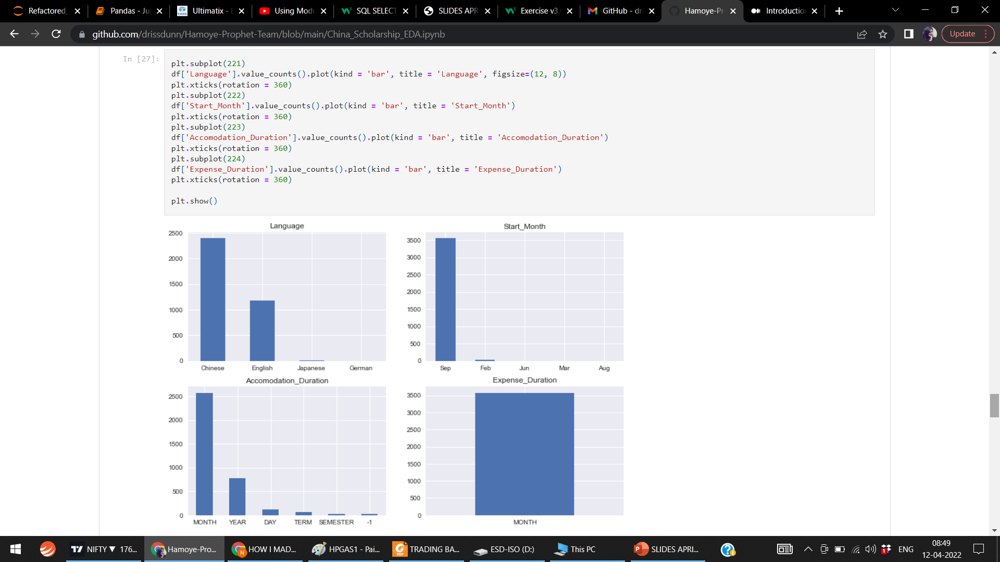 Refactored_
Pandas - Ju
Ultimatix - D
Using Modu
SQL SELECT
SLIDES APR
Exercise v3.
GitHub - dri
Hamoye-Pr
Introductio
github.com/drissdunn/Hamoye-Prophet-Team/blob/main/China_Scholarship_EDA.ipynb
Update
In [27]:
plt.subplot(221)
df['Language'].value_counts().plot(kind = 'bar', title = 'Language', figsize=(12, 8))
plt.xticks(rotation = 360)
plt.subplot(222)
df['Start_Month'].value_counts().plot(kind = 'bar', title = 'Start_Month')
plt.xticks(rotation = 360)
plt.subplot(223)
df['Accomodation_Duration'].value_counts().plot(kind = 'bar', title = 'Accomodation_Duration')
plt.xticks(rotation = 360)
plt.subplot(224)
df['Expense_Duration'].value_counts().plot(kind = 'bar', title = 'Expense_Duration')
plt.xticks(rotation = 360)
plt.show()
Language
2500
2000
1500
1000
500
0
Chinese English Japanese German
Start_Month
3500
3000
2500
2000
1500
1000
500
0
Sep Feb Jun Mar Aug
Accomodation_Duration
2500
2000
1500
1000
500
0
MONTH YEAR DAY TERM SEMESTER -1
Expense_Duration
3500
3000
2500
2000
1500
1000
500
0
MONTH
NIFTY ▼ 176...
Hamoye-Pro...
HOW I MAD...
HPGAS1 - Pai...
TRADING BA...
ESD-ISO (D:)
This PC
SLIDES APRI...
ENG
08:49
12-04-2022